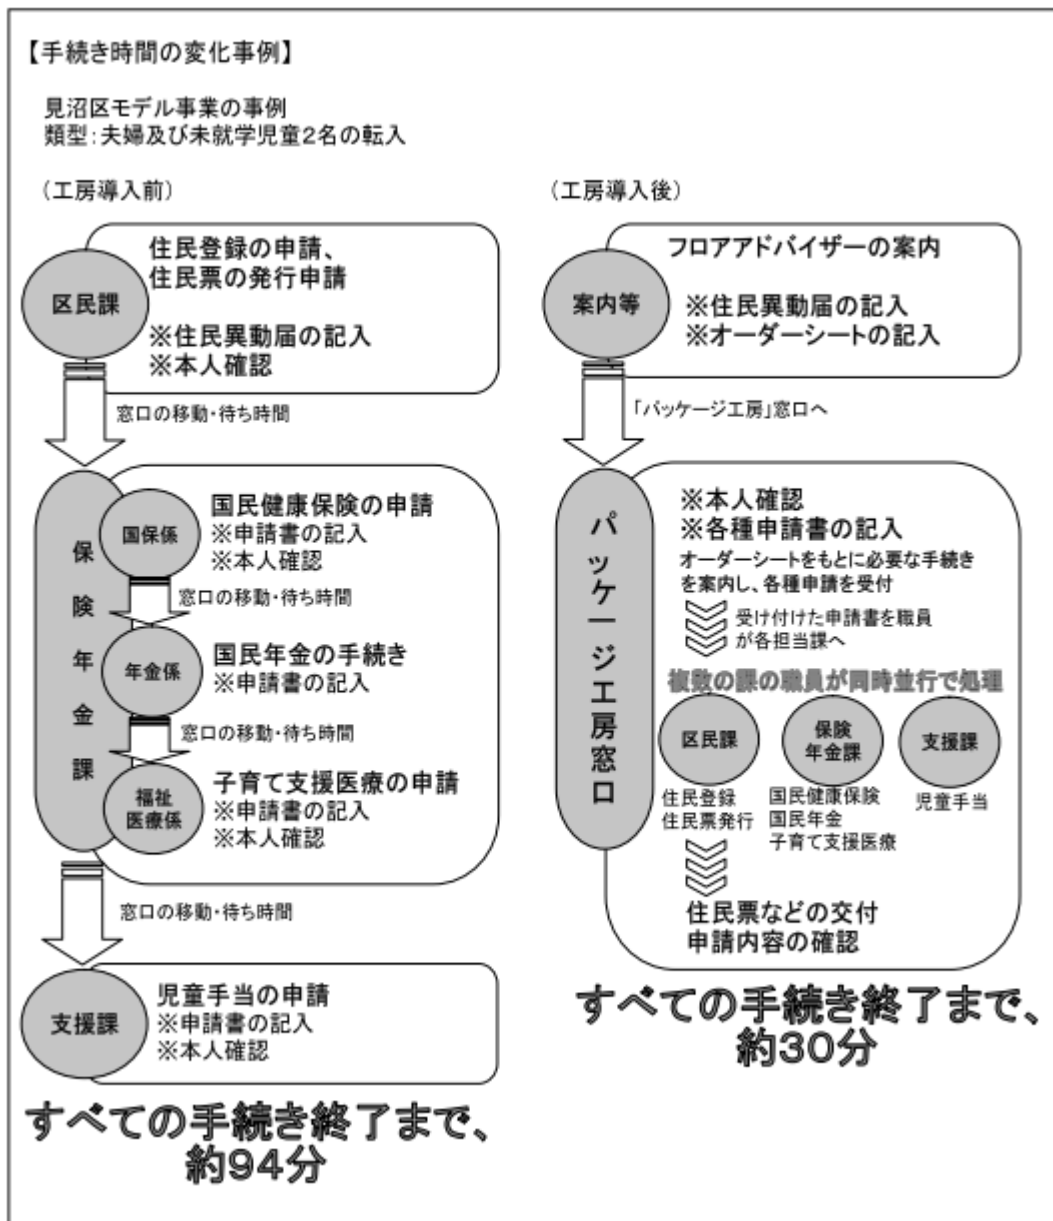 【手続き時間の変化事例】
見沼区モデル事業の事例
類型:夫婦及び未就学児童2名の転入
(工房導入前)
区民課
住民登録の申請、
住民票の発行申請
※住民異動届の記入
※本人確認
窓口の移動・待ち時間
保険年金課
国保係
国民健康保険の申請
※申請書の記入
※本人確認
窓口の移動・待ち時間
年金係
国民年金の手続き
※申請書の記入
窓口の移動・待ち時間
福祉
医療係
子育て支援医療の申請
※申請書の記入
※本人確認
窓口の移動・待ち時間
支援課
児童手当の申請
※申請書の記入
※本人確認
すべての手続き終了まで、
約94分
(工房導入後)
案内等
フロアアドバイザーの案内
※住民異動届の記入
※オーダーシートの記入
「パッケージ工房」窓口へ
パッケージ工房窓口
※本人確認
※各種申請書の記入
オーダーシートをもとに必要な手続き
を案内し、各種申請を受付
受け付けた申請書を職員
が各担当課へ
複数の課の職員が同時並行で処理
区民課
住民登録
住民票発行
保険
年金課
国民健康保険
国民年金
子育て支援医療
支援課
児童手当
住民票などの交付
申請内容の確認
すべての手続き終了まで、
約30分